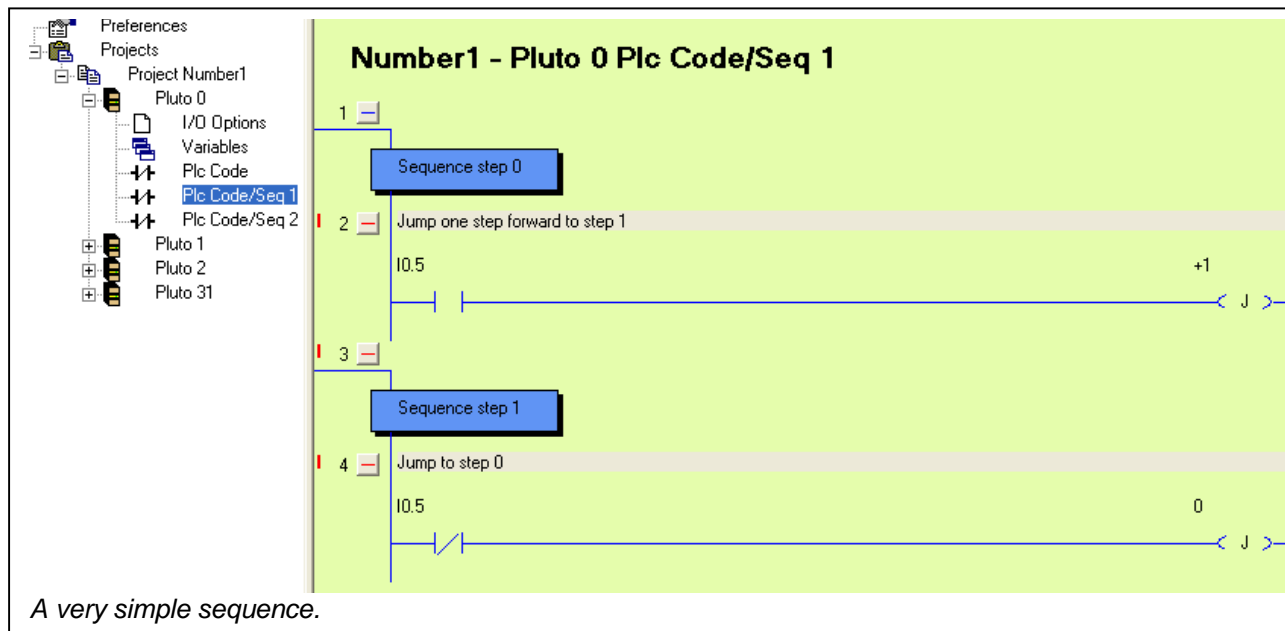 Preferences
Projects
Project Number1
Pluto 0
I/O Options
Variables
Plc Code
Plc Code/Seq 1
Plc Code/Seq 2
Pluto 1
Pluto 2
Pluto 31
Number1 - Pluto 0 Plc Code/Seq 1
1
Sequence step 0
2 Jump one step forward to step 1
I0.5 +1
J
3
Sequence step 1
4 Jump to step 0
I0.5 0
J
A very simple sequence.